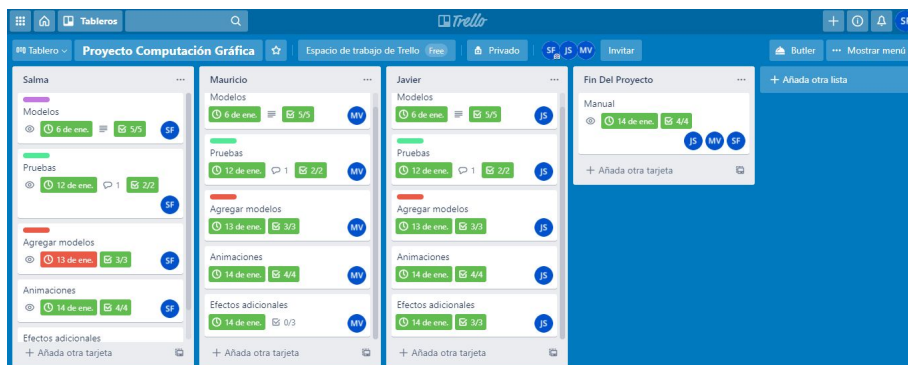 Tableros
Trello
SF
Tablero
Proyecto Computación Gráfica
Espacio de trabajo de Trello
Free
Privado
SF
JS
MV
Invitar
Butler
Mostrar menú
Salma
Modelos
6 de ene.
5/5
SF
Pruebas
12 de ene.
1
2/2
SF
Agregar modelos
13 de ene.
3/3
SF
Animaciones
14 de ene.
4/4
SF
Efectos adicionales
+ Añada otra tarjeta
Mauricio
Modelos
6 de ene.
5/5
MV
Pruebas
12 de ene.
1
2/2
MV
Agregar modelos
13 de ene.
3/3
MV
Animaciones
14 de ene.
4/4
MV
Efectos adicionales
14 de ene.
0/3
MV
+ Añada otra tarjeta
Javier
Modelos
6 de ene.
5/5
JS
Pruebas
12 de ene.
1
2/2
JS
Agregar modelos
13 de ene.
3/3
JS
Animaciones
14 de ene.
4/4
JS
Efectos adicionales
14 de ene.
3/3
JS
+ Añada otra tarjeta
Fin Del Proyecto
Manual
14 de ene.
4/4
JS
MV
SF
+ Añada otra tarjeta
+ Añada otra lista